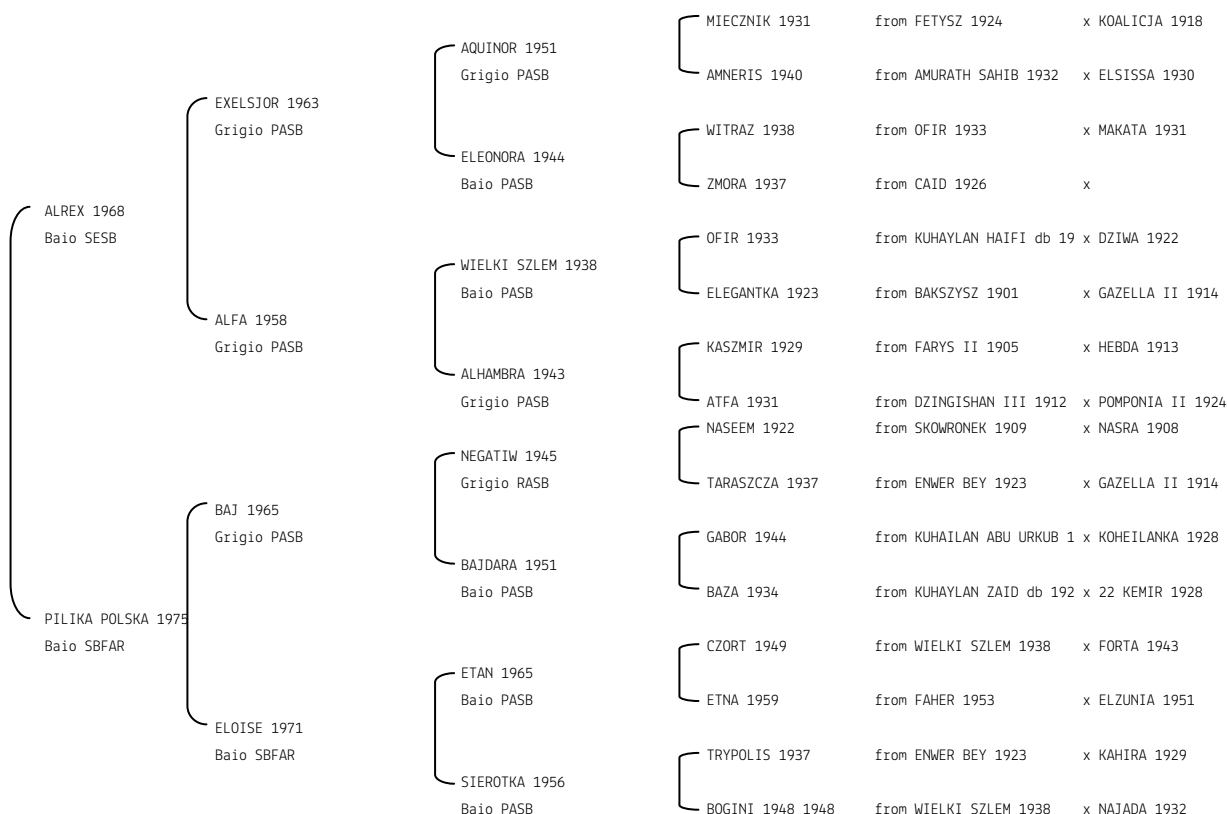 MIECZNIK 1931 from FETYSZ 1924 x KOALICJA 1918
AQUINOR 1951
Grigio PASB AMNERIS 1940 from AMURATH SAHIB 1932 x ELSISSA 1930
EXELSJOR 1963
Grigio PASB WITRAZ 1938 from OFIR 1933 x MAKATA 1931
ELEONORA 1944
Baio PASB ZMORA 1937 from CAID 1926 x
ALREX 1968
Baio SESB OFIR 1933 from KUHAYLAN HAIFI db 19 x DZIWA 1922
WIELKI SZLEM 1938
Baio PASB ELEGANTKA 1923 from BAKSZYSZ 1901 x GAZELLA II 1914
ALFA 1958
Grigio PASB KASZMIR 1929 from FARYS II 1905 x HEBDA 1913
ALHAMBRA 1943
Grigio PASB ATFA 1931 from DZINGISHAN III 1912 x POMPONIA II 1924
NASEEM 1922 from SKOWRONEK 1909 x NASRA 1908
NEGATIW 1945
Grigio RASB TARASZCZA 1937 from ENWER BEY 1923 x GAZELLA II 1914
BAJ 1965
Grigio PASB GABOR 1944 from KUHAILAN ABU URKUB 1 x KOHEILANKA 1928
BAJDARA 1951
Baio PASB BAZA 1934 from KUHAYLAN ZAID db 192 x 22 KEMIR 1928
PILIKA POLSKA 1975
Baio SBFAR CZORT 1949 from WIELKI SZLEM 1938 x FORTA 1943
ETAN 1965
Baio PASB ETNA 1959 from FAHER 1953 x ELZUNIA 1951
ELOISE 1971
Baio SBFAR TRYPOLIS 1937 from ENWER BEY 1923 x KAHIRA 1929
SIEROTKA 1956
Baio PASB BOGINI 1948 1948 from WIELKI SZLEM 1938 x NAJADA 1932